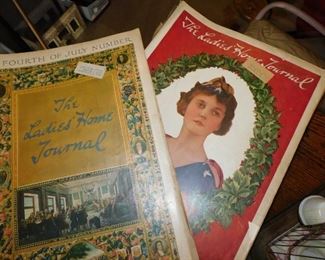 FOURTH OF JULY NUMBER
The
Ladies' Home
Journal
The Ladies' Home Journal